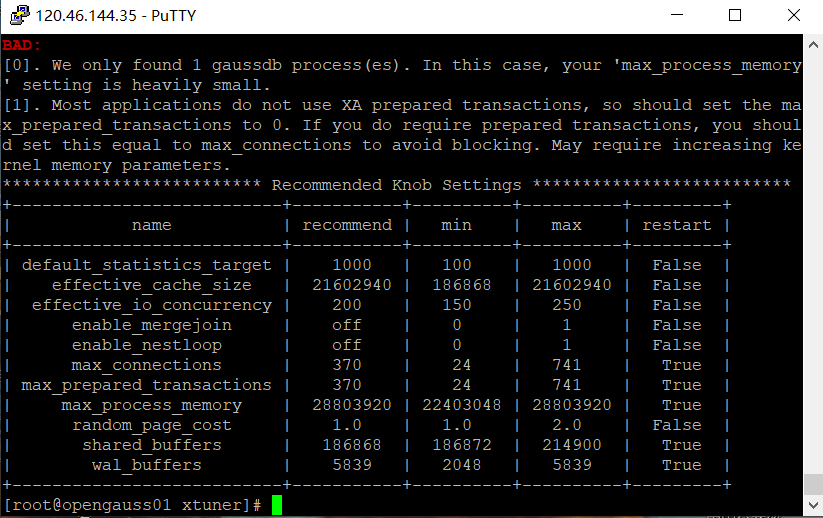 120.46.144.35 - PuTTY
BAD:
[0]. We only found 1 gaussdb process(es). In this case, your 'max_process_memory
' setting is heavily small.
[1]. Most applications do not use XA prepared transactions, so should set the ma
x_prepared_transactions to 0. If you do require prepared transactions, you shoul
d set this equal to max_connections to avoid blocking. May require increasing ke
rnel memory parameters.
************************** Recommended Knob Settings **************************
+---------------------------+-----------+----------+----------+---------+
| name | recommend | min | max | restart |
+---------------------------+-----------+----------+----------+---------+
| default_statistics_target | 1000 | 100 | 1000 | False |
| effective_cache_size | 21602940 | 186868 | 21602940 | False |
| effective_io_concurrency | 200 | 150 | 250 | False |
| enable_mergejoin | off | 0 | 1 | False |
| enable_nestloop | off | 0 | 1 | False |
| max_connections | 370 | 24 | 741 | True |
| max_prepared_transactions | 370 | 24 | 741 | True |
| max_process_memory | 28803920 | 22403048 | 28803920 | True |
| random_page_cost | 1.0 | 1.0 | 2.0 | False |
| shared_buffers | 186868 | 186872 | 214900 | True |
| wal_buffers | 5839 | 2048 | 5839 | True |
+---------------------------+-----------+----------+----------+---------+
[root@opengauss01 xtuner]#